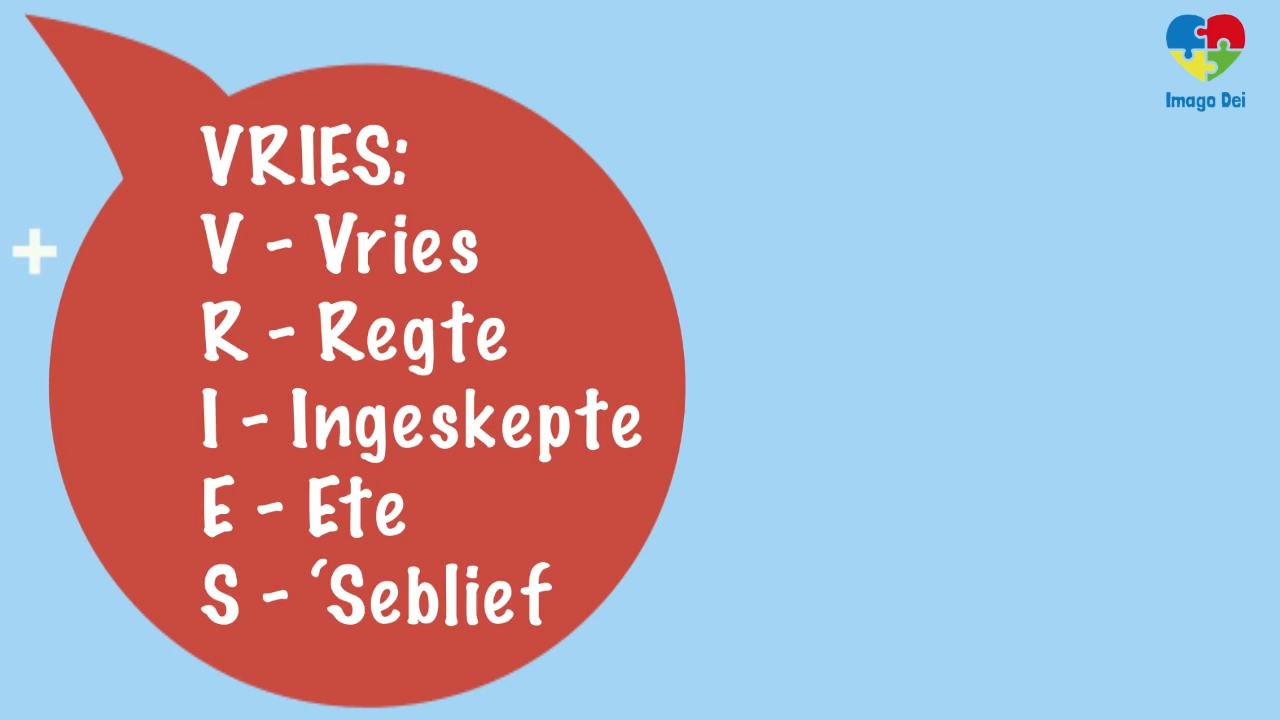 VRIES:
V - Vries
R - Regte
I - Ingeskepte
E - Ete
S - ‘Seblief
Imago Dei